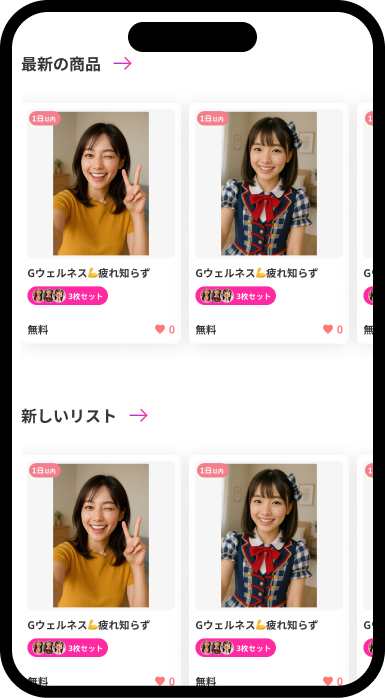 最新の商品 →
1日以内
1日以内
Gウェルネス💪疲れ知らず
Gウェルネス💪疲れ知らず
3枚セット
3枚セット
無料 0
無料 0
無
新しいリスト →
1日以内
1日以内
Gウェルネス💪疲れ知らず
Gウェルネス💪疲れ知らず
3枚セット
3枚セット
無料 0
無料 0